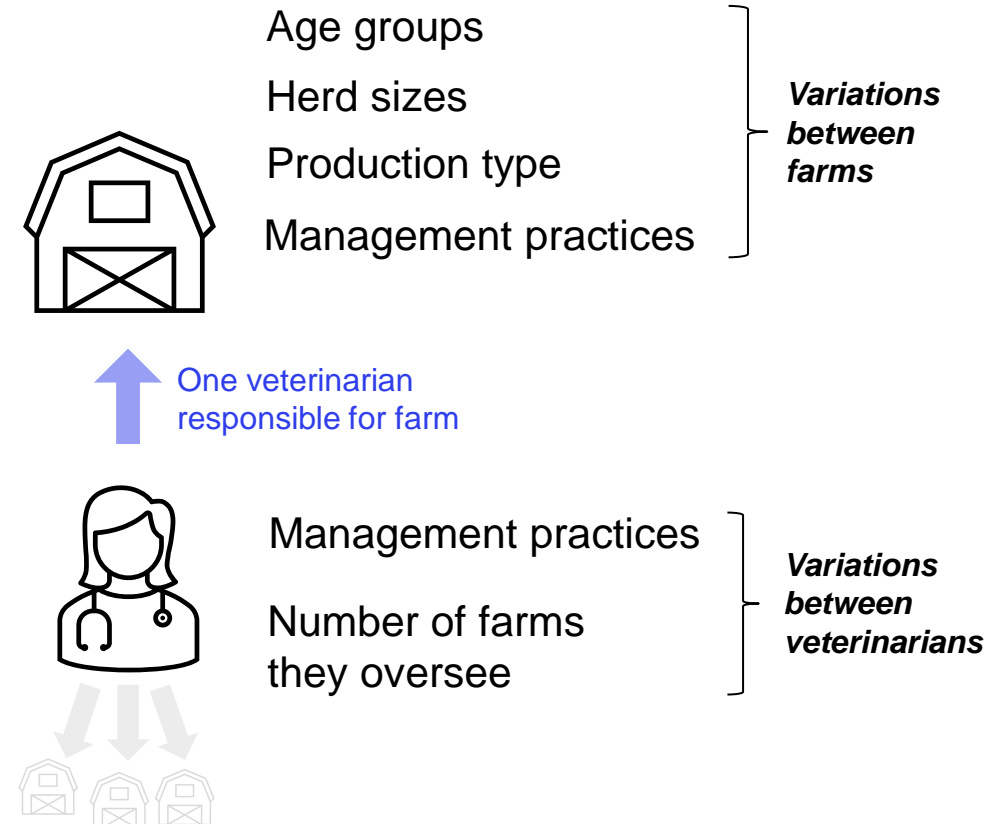 Age groups
Herd sizes
Production type
Management practices
Variations
between
farms
One veterinarian
responsible for farm
Management practices
Number of farms
they oversee
Variations
between
veterinarians